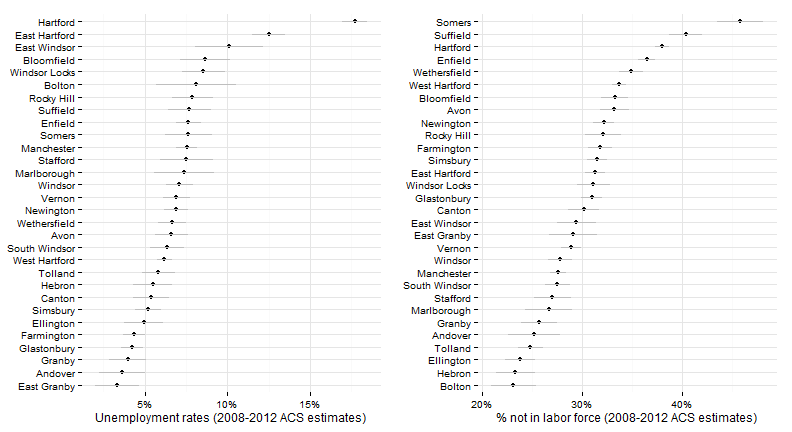 Hartford
East Hartford
East Windsor
Bloomfield
Windsor Locks
Bolton
Rocky Hill
Suffield
Enfield
Somers
Manchester
Stafford
Marlborough
Windsor
Vernon
Newington
Wethersfield
Avon
South Windsor
West Hartford
Tolland
Hebron
Canton
Simsbury
Ellington
Farmington
Glastonbury
Granby
Andover
East Granby
5% 10% 15%
Unemployment rates (2008-2012 ACS estimates)
Somers
Suffield
Hartford
Enfield
Wethersfield
West Hartford
Bloomfield
Avon
Newington
Rocky Hill
Farmington
Simsbury
East Hartford
Windsor Locks
Glastonbury
Canton
East Windsor
East Granby
Vernon
Windsor
Manchester
South Windsor
Stafford
Marlborough
Granby
Andover
Tolland
Ellington
Hebron
Bolton
20% 30% 40%
% not in labor force (2008-2012 ACS estimates)